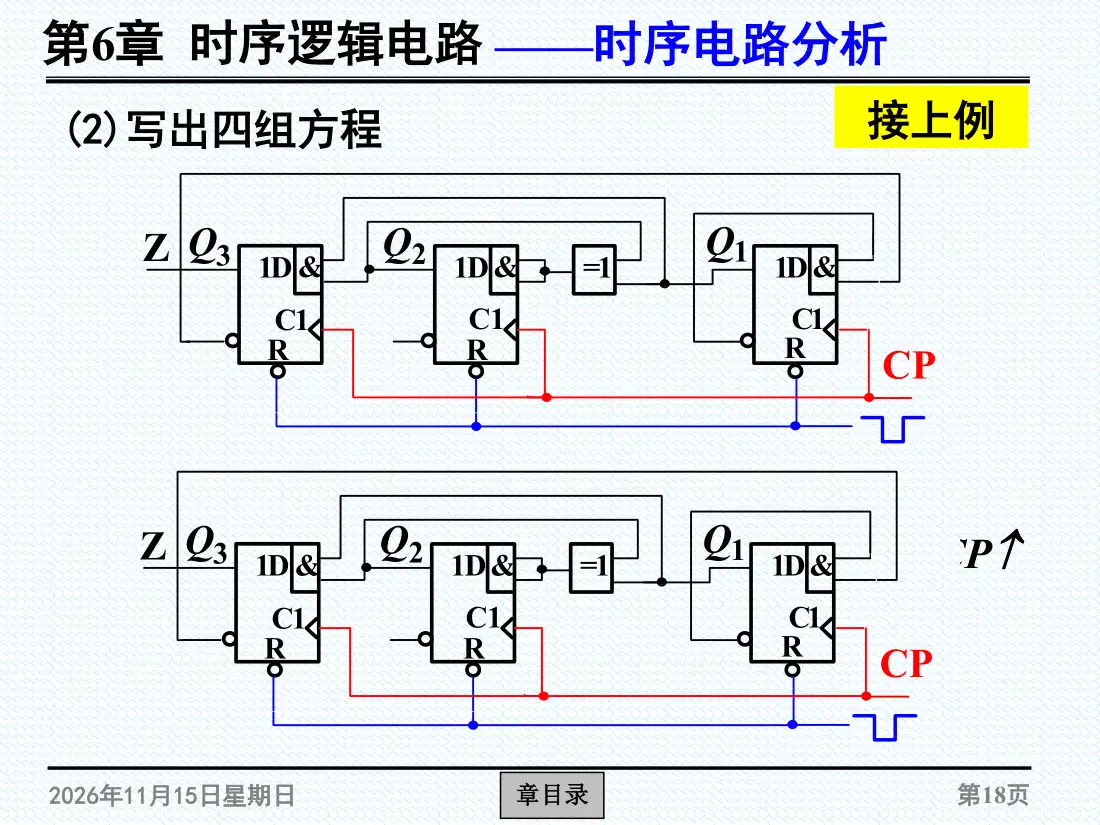 第6章 时序逻辑电路 ——时序电路分析
(2)写出四组方程
接上例
Z Q3 1D & Q2 1D & =1 Q1 1D &
C1 C1 C1
R R R
CP
Z Q3 1D & Q2 1D & =1 Q1 1D &
CP↑
C1 C1 C1
R R R
CP
2026年11月15日星期日
章目录
第18页